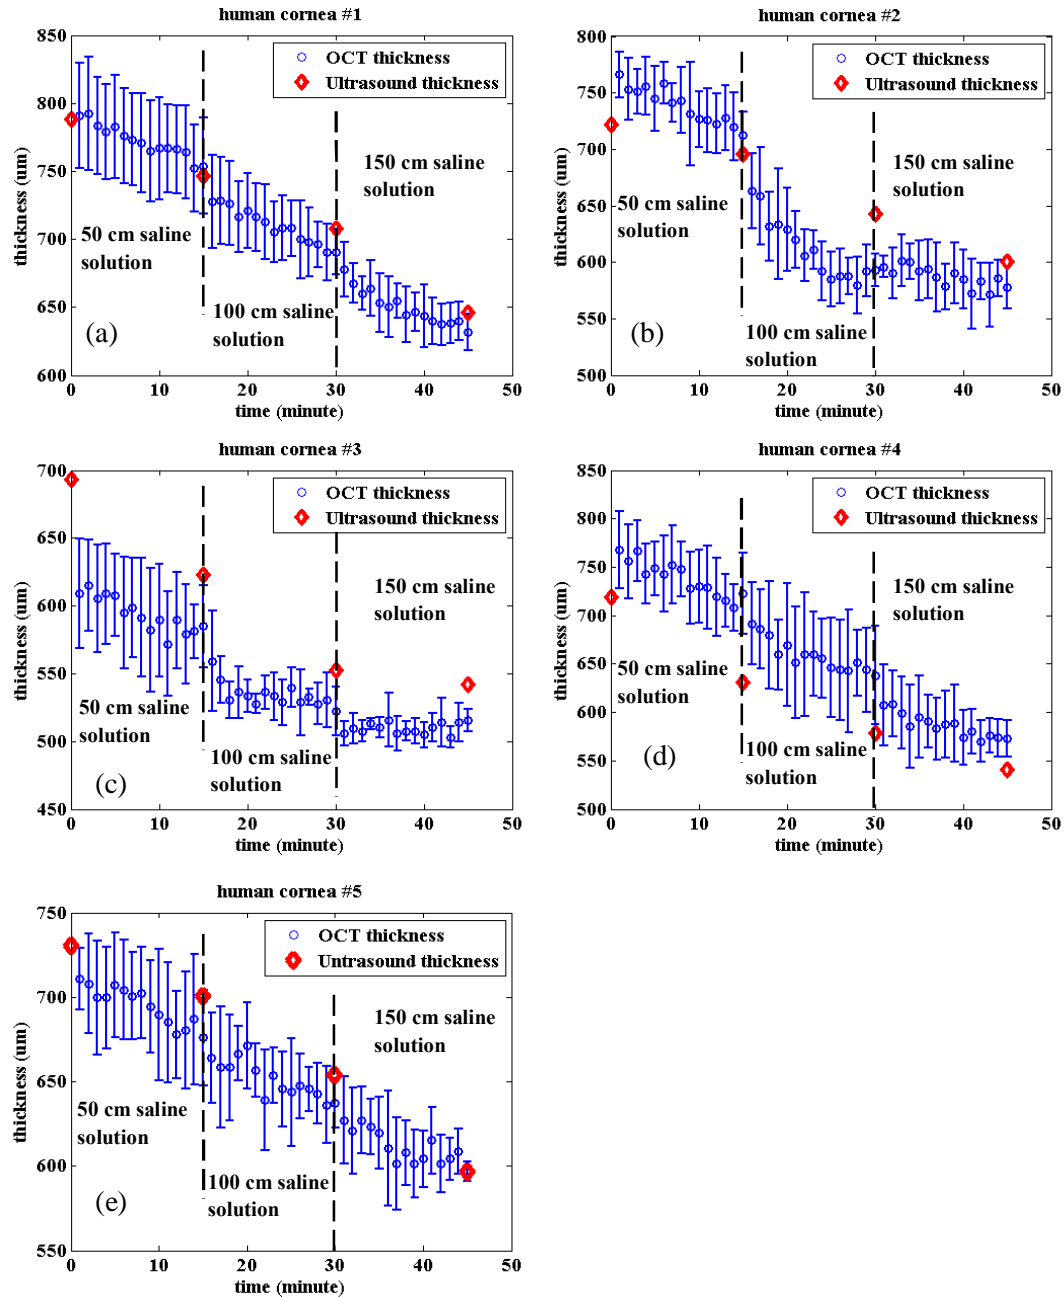 human cornea #1
850
800
750
700
650
600
thickness (um)
OCT thickness
Ultrasound thickness
150 cm saline
solution
50 cm saline
solution
100 cm saline
solution
(a)
0 10 20 30 40 50
time (minute)
human cornea #2
800
750
700
650
600
550
500
thickness (um)
OCT thickness
Ultrasound thickness
150 cm saline
solution
50 cm saline
solution
100 cm saline
solution
(b)
0 10 20 30 40 50
time (minute)
human cornea #3
700
650
600
550
500
450
thickness (um)
OCT thickness
Ultrasound thickness
150 cm saline
solution
50 cm saline
solution
100 cm saline
solution
(c)
0 10 20 30 40 50
time (minute)
human cornea #4
850
800
750
700
650
600
550
500
thickness (um)
OCT thickness
Ultrasound thickness
150 cm saline
solution
50 cm saline
solution
100 cm saline
solution
(d)
0 10 20 30 40 50
time (minute)
human cornea #5
750
700
650
600
550
thickness (um)
OCT thickness
Untrasound thickness
150 cm saline
solution
50 cm saline
solution
100 cm saline
solution
(e)
0 10 20 30 40 50
time (minute)